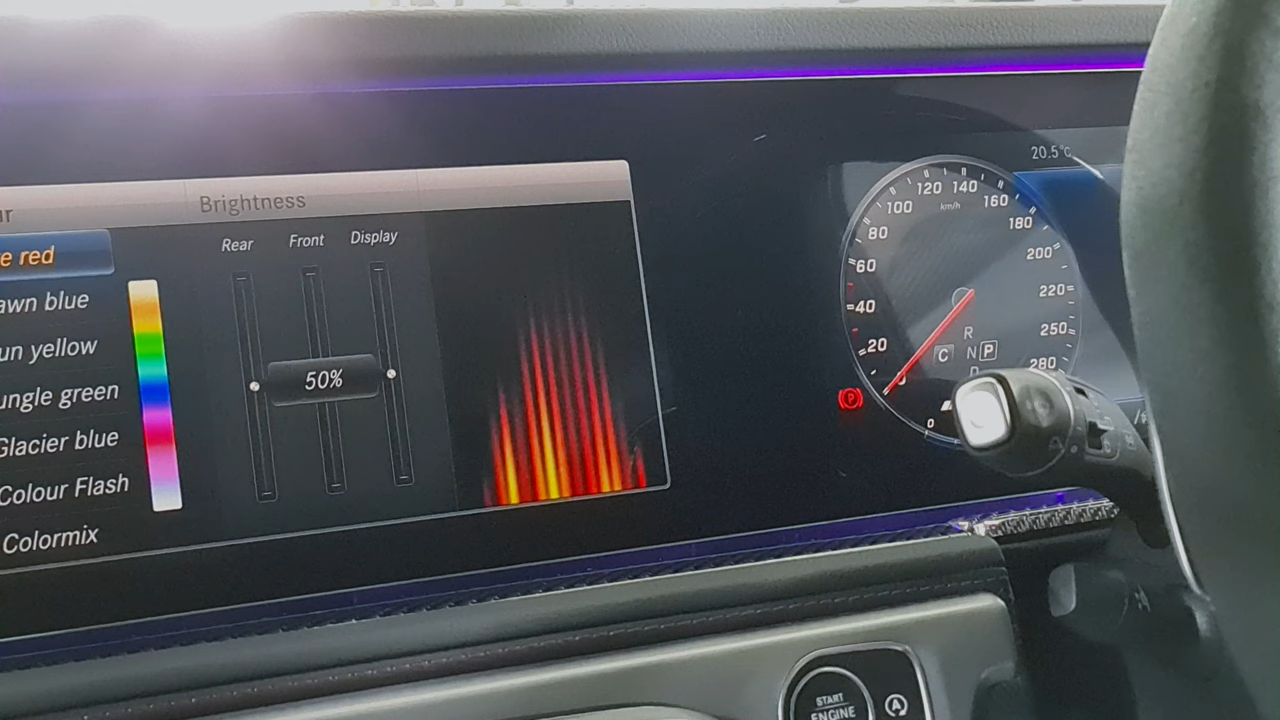 Brightness
Rear Front Display
e red
awn blue
un yellow
ungle green
Glacier blue
Colour Flash
Colormix
50%
20.5°c
120 140
100 160
km/h
80 180
200
60
220
40
250
20
280
R
C N P
0
P
START
ENGINE
A